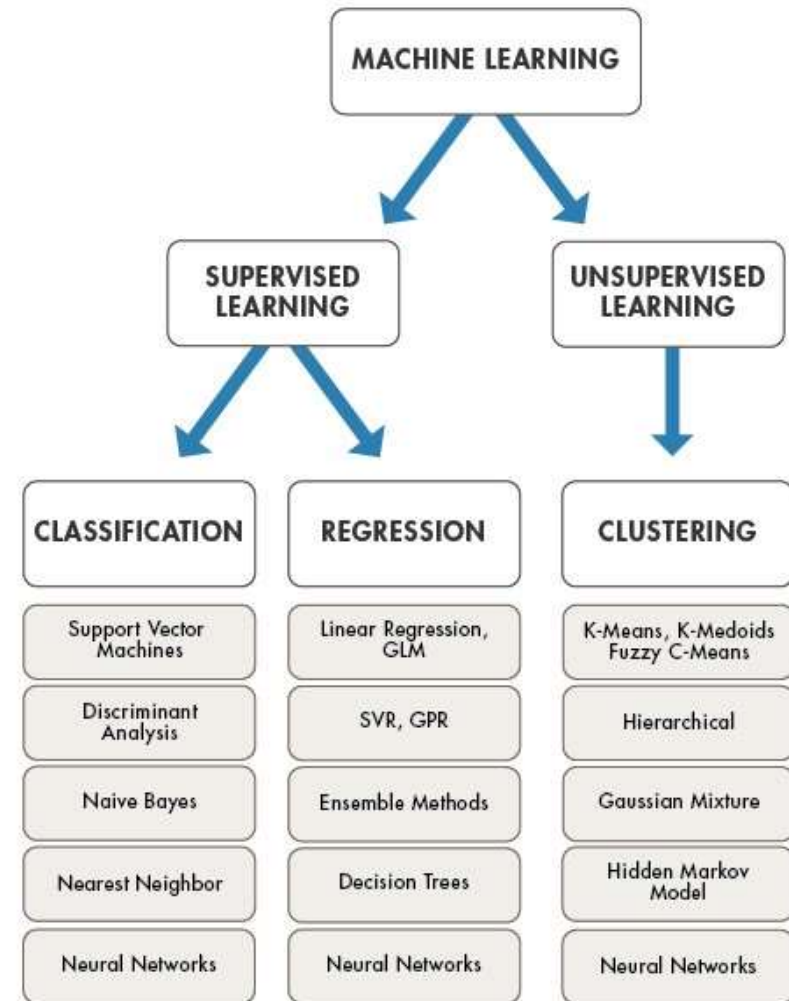 MACHINE LEARNING
SUPERVISED
LEARNING
UNSUPERVISED
LEARNING
CLASSIFICATION
Support Vector
Machines
Discriminant
Analysis
Naive Bayes
Nearest Neighbor
Neural Networks
REGRESSION
Linear Regression,
GLM
SVR, GPR
Ensemble Methods
Decision Trees
Neural Networks
CLUSTERING
K-Means, K-Medoids
Fuzzy C-Means
Hierarchical
Gaussian Mixture
Hidden Markov
Model
Neural Networks